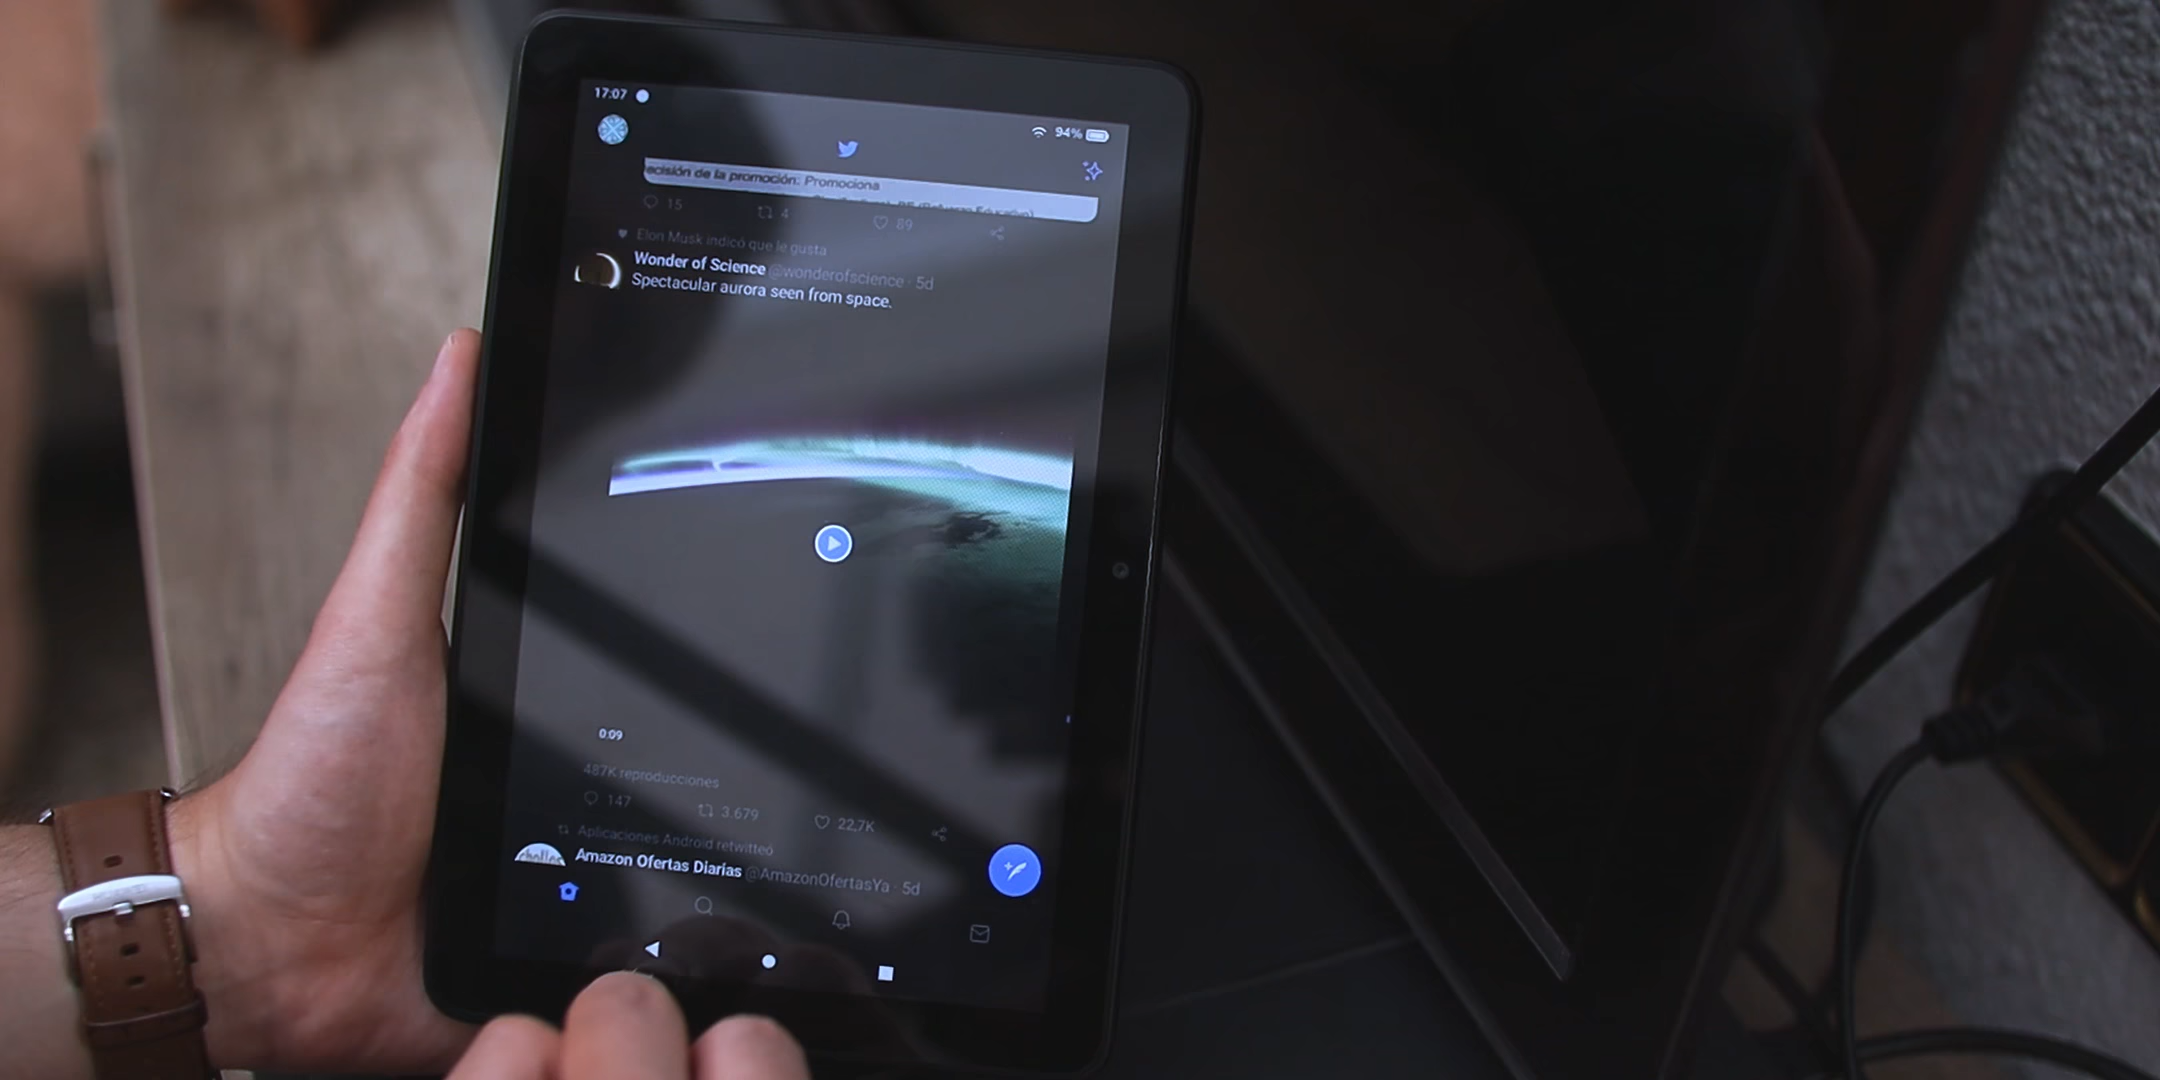 17:07
94%
ecisión de la promoción: Promociona
15 4 89
Elon Musk indicó que le gusta
Wonder of Science @wonderofscience · 5d
Spectacular aurora seen from space.
0:09
487K reproducciones
147 3.679 22,7K
Aplicaciones Android retwitteó
Amazon Ofertas Diarias @AmazonOfertasYa · 5d